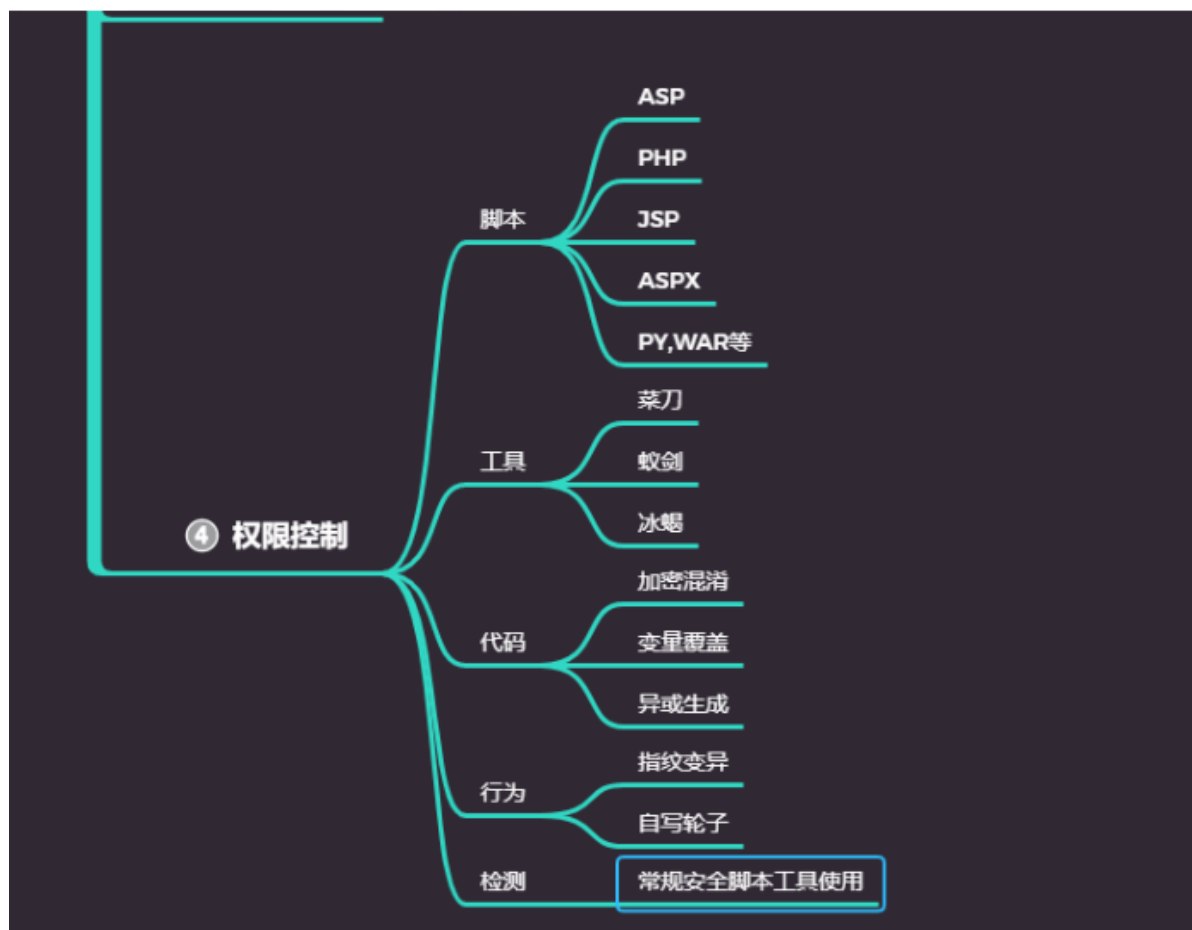 ASP
PHP
脚本
JSP
ASPX
PY,WAR等
菜刀
工具
蚁剑
冰蝎
④ 权限控制
加密混淆
代码
变量覆盖
异或生成
指纹变异
行为
自写轮子
检测
常规安全脚本工具使用